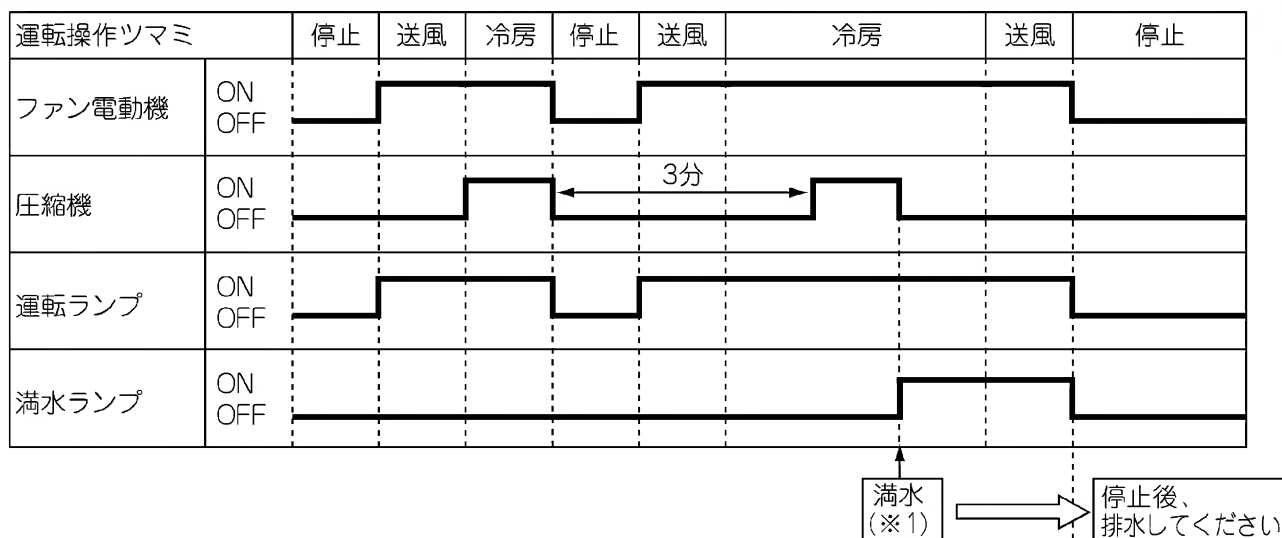 運転操作ツマミ 停止 送風 冷房 停止 送風 冷房 送風 停止
ファン電動機 ON
OFF
圧縮機 ON
OFF
3分
運転ランプ ON
OFF
満水ランプ ON
OFF
満水
(※1)
停止後、
排水してください